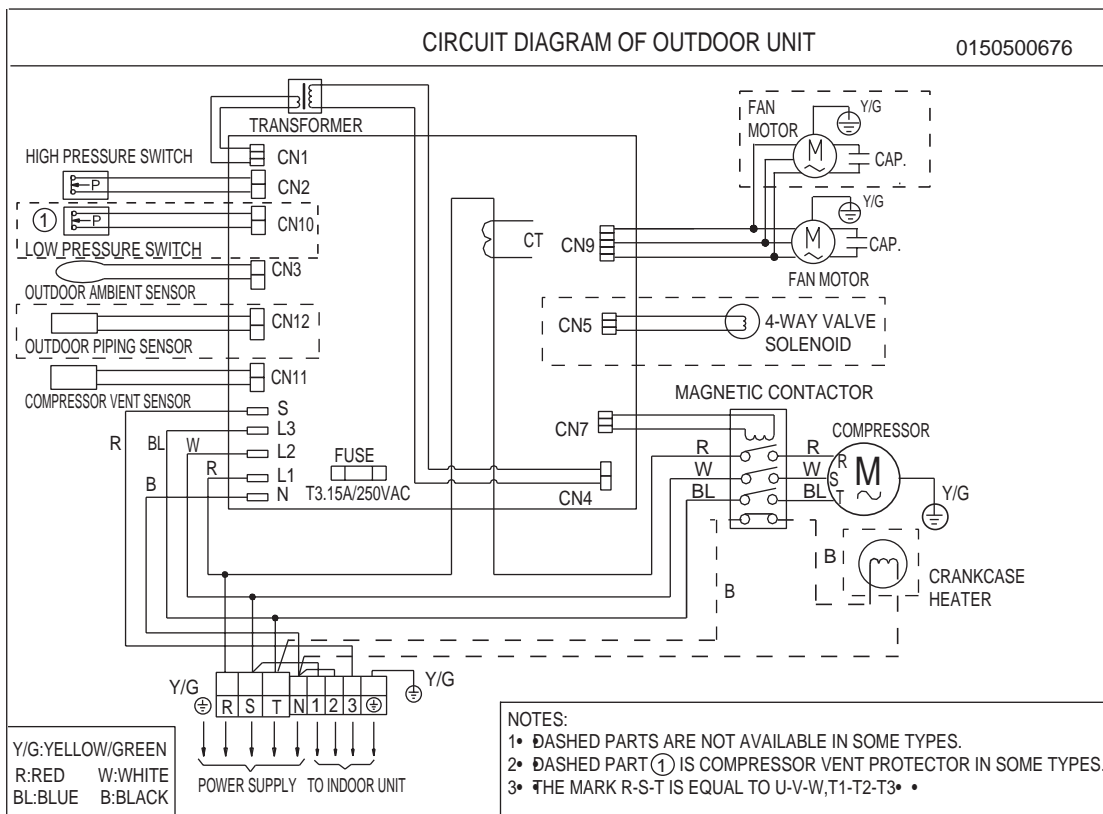 CIRCUIT DIAGRAM OF OUTDOOR UNIT
0150500676
TRANSFORMER
HIGH PRESSURE SWITCH
P
CN1
CN2
1
P
CN10
LOW PRESSURE SWITCH
CN3
OUTDOOR AMBIENT SENSOR
CN12
OUTDOOR PIPING SENSOR
CN11
COMPRESSOR VENT SENSOR
S
L3
L2
L1
N
R
BL
W
R
B
FUSE
T3.15A/250VAC
CT
CN9
FAN
MOTOR
M
Y/G
CAP.
Y/G
M
CAP.
FAN MOTOR
CN5
4-WAY VALVE
SOLENOID
MAGNETIC CONTACTOR
CN7
CN4
COMPRESSOR
R
W
BL
R
W
BL
R
S
T
M
Y/G
B
B
CRANKCASE
HEATER
Y/G
R S T N 1 2 3
Y/G
POWER SUPPLY TO INDOOR UNIT
Y/G:YELLOW/GREEN
R:RED W:WHITE
BL:BLUE B:BLACK
NOTES:
1• DASHED PARTS ARE NOT AVAILABLE IN SOME TYPES.
2• DASHED PART 1 IS COMPRESSOR VENT PROTECTOR IN SOME TYPES.
3• THE MARK R-S-T IS EQUAL TO U-V-W,T1-T2-T3• •